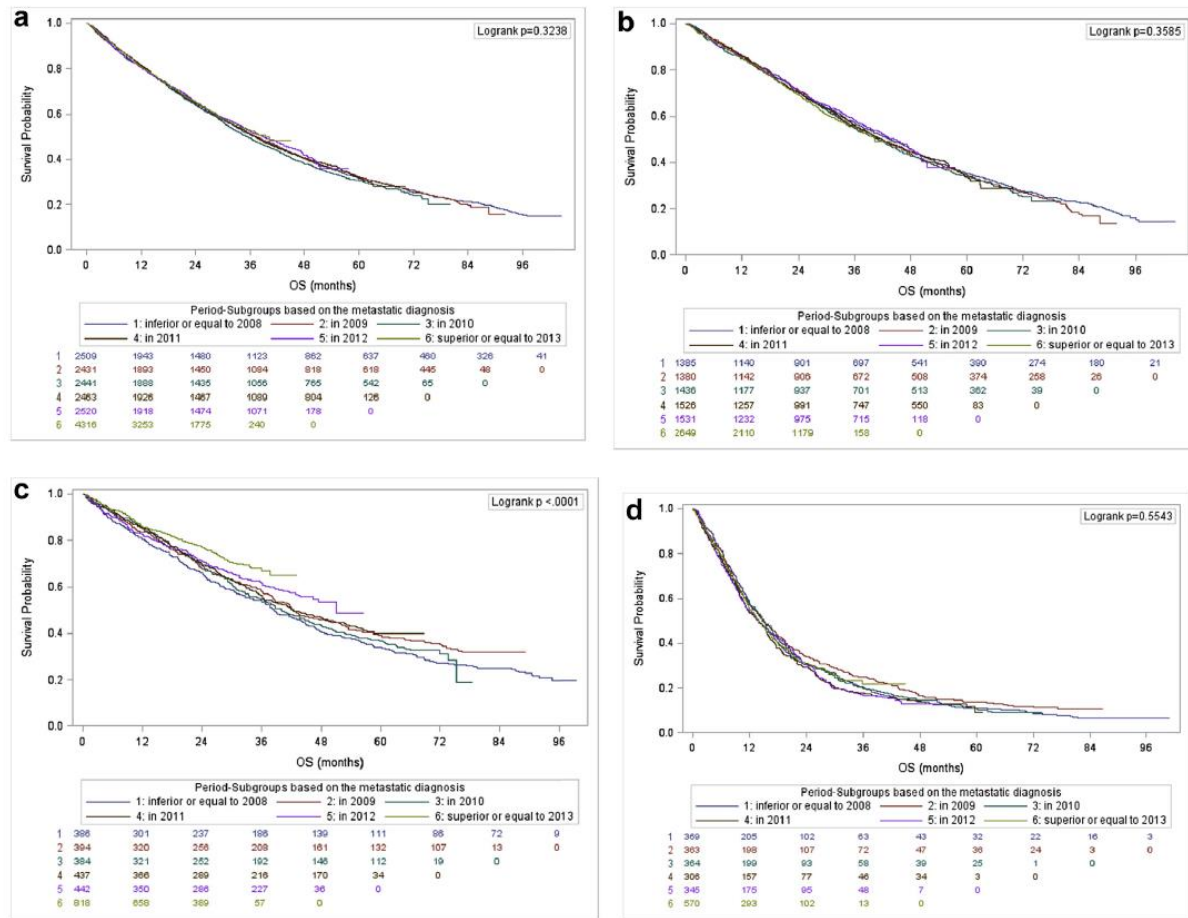 a
Logrank p=0.3238
Survival Probability
1.0
0.8
0.6
0.4
0.2
0.0
0 12 24 36 48 60 72 84 96
OS (months)
Period-Subgroups based on the metastatic diagnosis
1: inferior or equal to 2008 2: in 2009 3: in 2010
4: in 2011 5: in 2012 6: superior or equal to 2013
1 2509 1943 1480 1123 862 637 460 326 41
2 2431 1893 1450 1084 818 618 445 48 0
3 2441 1888 1435 1056 765 542 65 0
4 2463 1926 1467 1089 804 126 0
5 2520 1918 1474 1071 178 0
6 4316 3253 1775 240 0
b
Logrank p=0.3585
Survival Probability
1.0
0.8
0.6
0.4
0.2
0.0
0 12 24 36 48 60 72 84 96
OS (months)
Period-Subgroups based on the metastatic diagnosis
1: inferior or equal to 2008 2: in 2009 3: in 2010
4: in 2011 5: in 2012 6: superior or equal to 2013
1 1385 1140 901 697 541 390 274 180 21
2 1380 1142 906 672 508 374 258 26 0
3 1436 1177 937 701 513 362 39 0
4 1526 1257 991 747 550 83 0
5 1531 1232 975 715 118 0
6 2649 2110 1179 158 0
c
Logrank p <.0001
Survival Probability
1.0
0.8
0.6
0.4
0.2
0.0
0 12 24 36 48 60 72 84 96
OS (months)
Period-Subgroups based on the metastatic diagnosis
1: inferior or equal to 2008 2: in 2009 3: in 2010
4: in 2011 5: in 2012 6: superior or equal to 2013
1 386 301 237 186 139 111 86 72 9
2 394 320 256 208 161 132 107 13 0
3 384 321 252 192 146 112 19 0
4 437 366 289 216 170 34 0
5 442 350 286 227 36 0
6 818 658 389 57 0
d
Logrank p=0.5543
Survival Probability
1.0
0.8
0.6
0.4
0.2
0.0
0 12 24 36 48 60 72 84 96
OS (months)
Period-Subgroups based on the metastatic diagnosis
1: inferior or equal to 2008 2: in 2009 3: in 2010
4: in 2011 5: in 2012 6: superior or equal to 2013
1 369 205 102 63 43 32 22 16 3
2 363 198 107 72 47 36 24 3 0
3 364 199 93 58 39 25 1 0
4 306 157 77 46 34 3 0
5 345 175 95 48 7 0
6 570 293 102 13 0